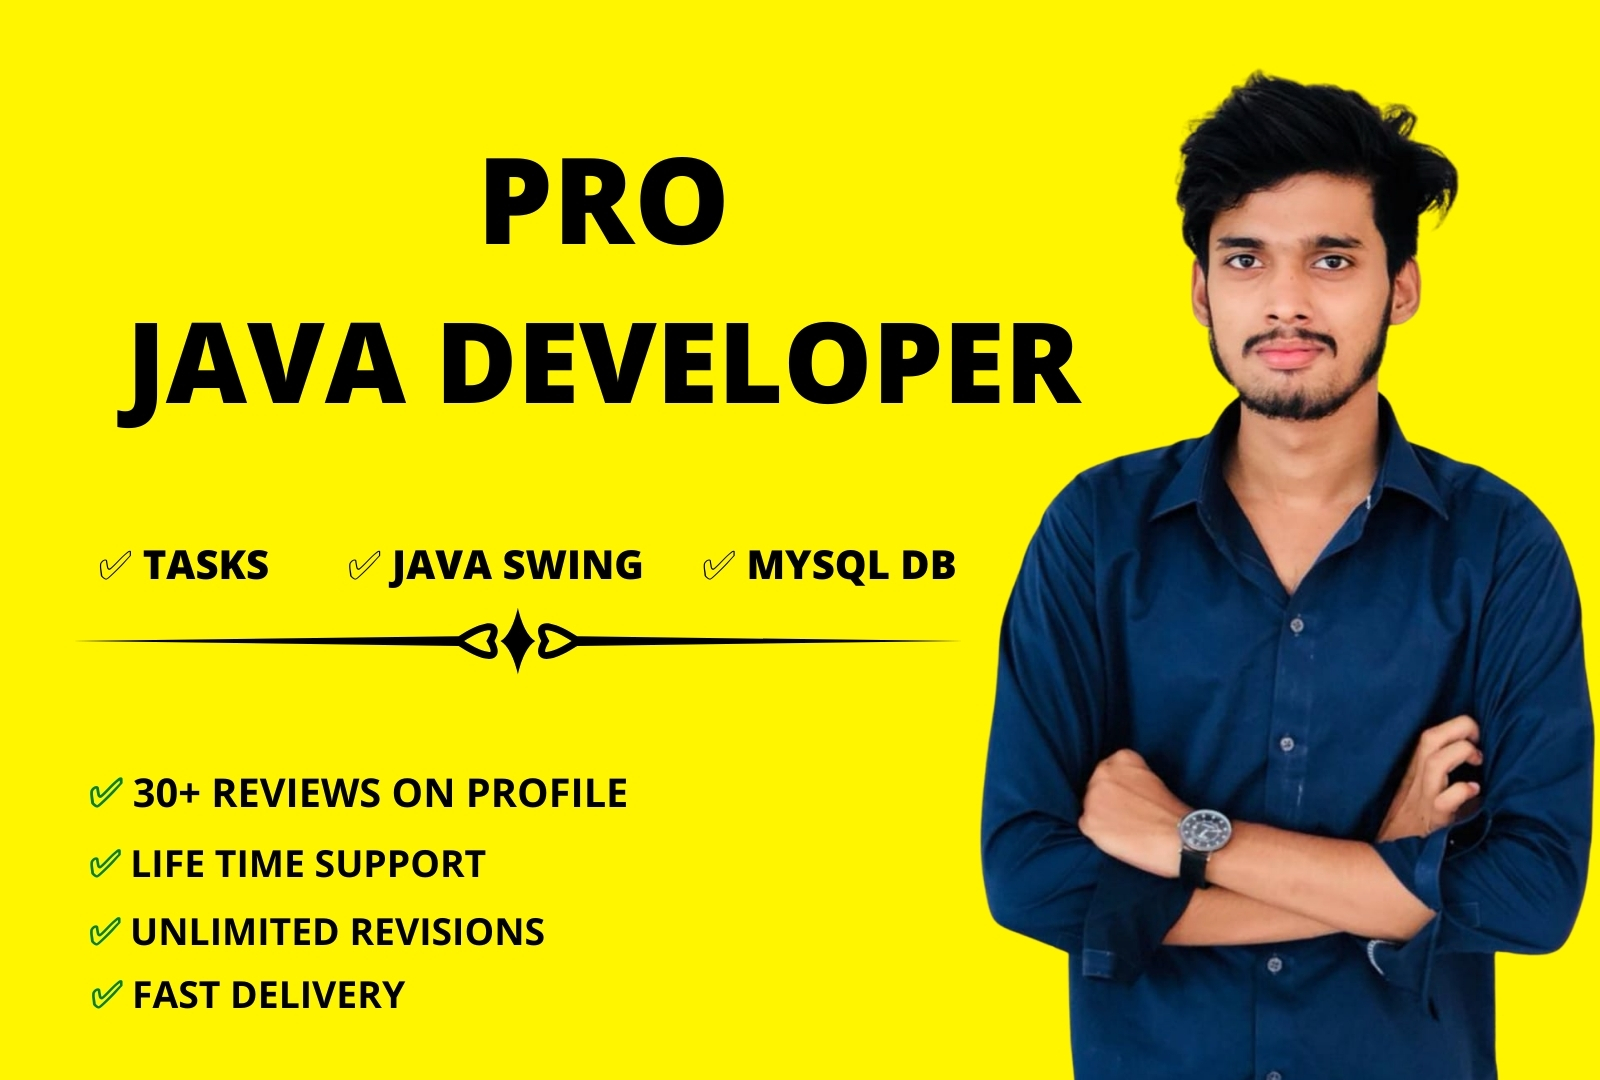 PRO
JAVA DEVELOPER
✅ TASKS ✅ JAVA SWING ✅ MYSQL DB
✅ 30+ REVIEWS ON PROFILE
✅ LIFE TIME SUPPORT
✅ UNLIMITED REVISIONS
✅ FAST DELIVERY